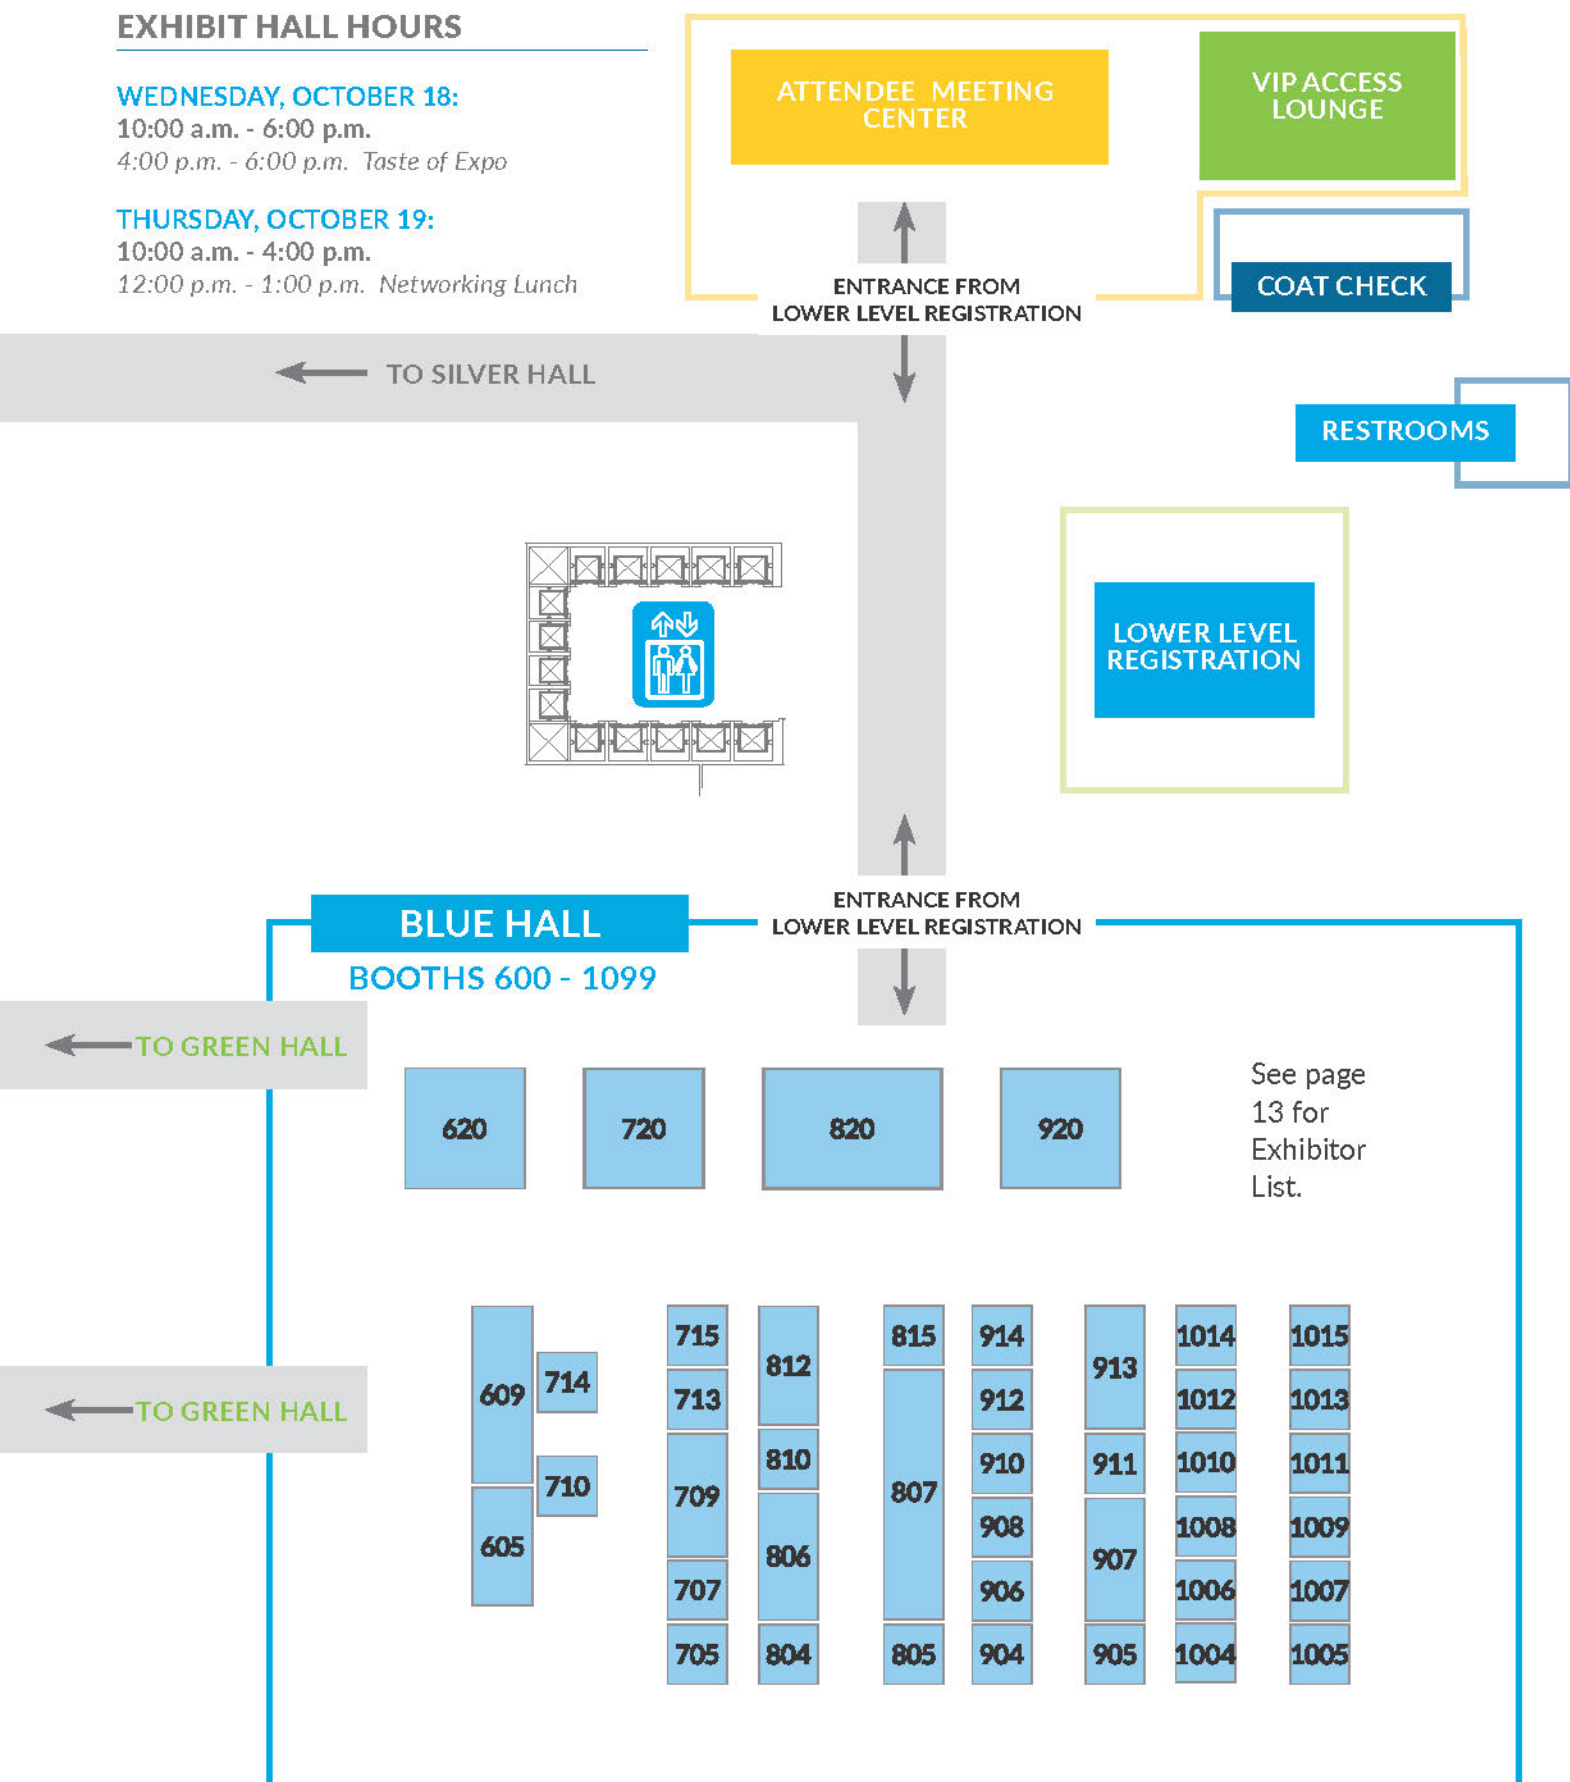 EXHIBIT HALL HOURS
WEDNESDAY, OCTOBER 18:
10:00 a.m. - 6:00 p.m.
4:00 p.m. - 6:00 p.m. Taste of Expo
THURSDAY, OCTOBER 19:
10:00 a.m. - 4:00 p.m.
12:00 p.m. - 1:00 p.m. Networking Lunch
ATTENDEE MEETING
CENTER
VIP ACCESS
LOUNGE
COAT CHECK
ENTRANCE FROM
LOWER LEVEL REGISTRATION
TO SILVER HALL
RESTROOMS
LOWER LEVEL
REGISTRATION
ENTRANCE FROM
LOWER LEVEL REGISTRATION
BLUE HALL
BOOTHS 600 - 1099
TO GREEN HALL
620
720
820
920
See page
13 for
Exhibitor
List.
TO GREEN HALL
609
605
714
710
715
713
709
707
705
812
810
806
804
815
807
805
914
912
910
908
906
904
913
911
907
905
1014
1012
1010
1008
1006
1004
1015
1013
1011
1009
1007
1005